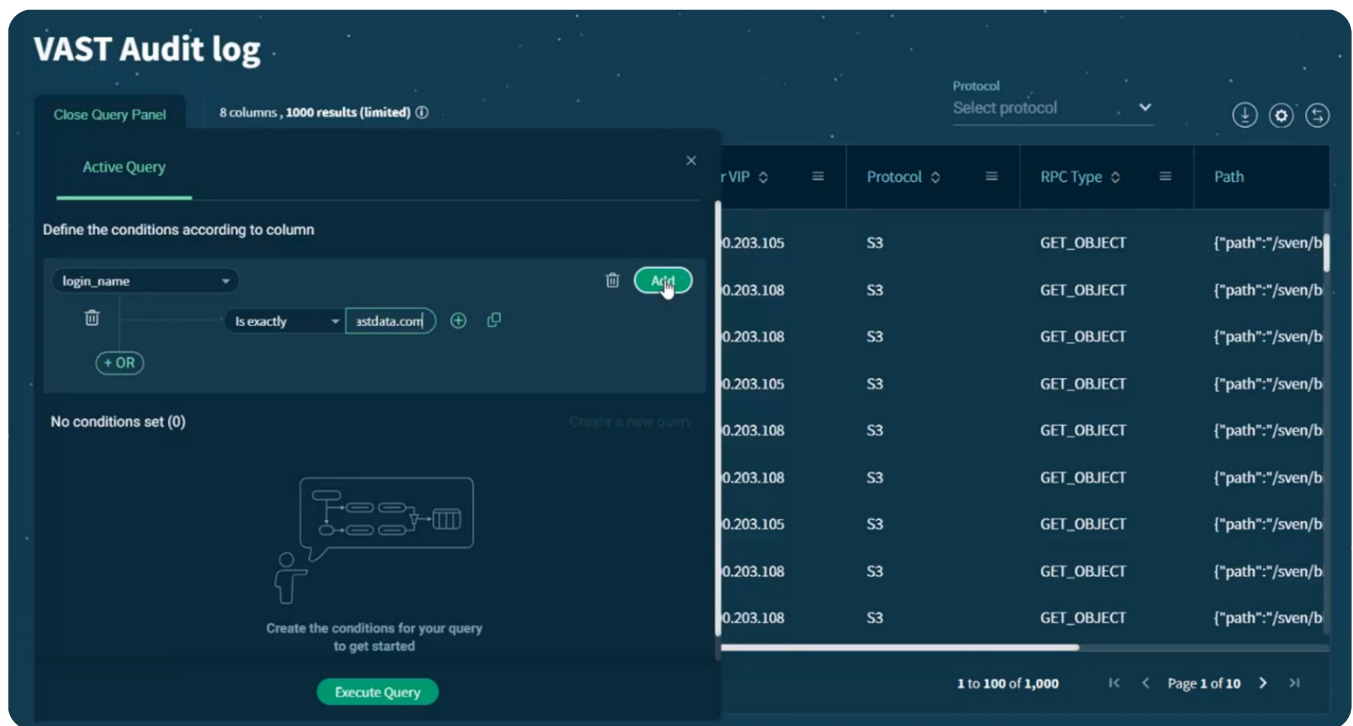 VAST Audit log
Protocol
Select protocol
Close Query Panel
8 columns , 1000 results (limited)
Active Query
Define the conditions according to column
login_name
Add
Is exactly
astdata.com
+ OR
No conditions set (0)
Create a new query
Create the conditions for your query
to get started
Execute Query
r VIP Protocol RPC Type Path
0.203.105 S3 GET_OBJECT {"path":"/sven/b
0.203.108 S3 GET_OBJECT {"path":"/sven/b
0.203.108 S3 GET_OBJECT {"path":"/sven/b
0.203.105 S3 GET_OBJECT {"path":"/sven/b
0.203.108 S3 GET_OBJECT {"path":"/sven/b
0.203.108 S3 GET_OBJECT {"path":"/sven/b
0.203.105 S3 GET_OBJECT {"path":"/sven/b
0.203.108 S3 GET_OBJECT {"path":"/sven/b
0.203.108 S3 GET_OBJECT {"path":"/sven/b
1 to 100 of 1,000 Page 1 of 10